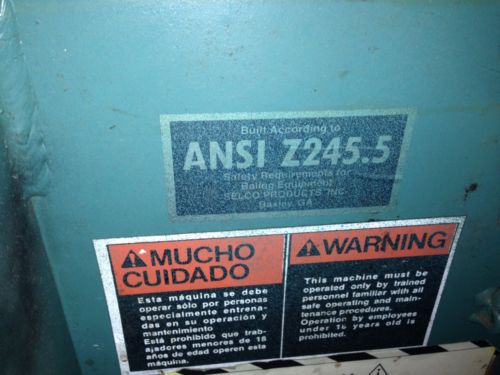 Built According to
ANSI Z245.5
Safety Requirements for
Baling Equipment
SELCO PRODUCTS, INC.
Baxley, GA
MUCHO
CUIDADO
Esta máquina se debe
operar sólo por personas
especialmente entrena-
das en su operación y
mantenimiento
Está prohibido que trab-
ajadores menores de 18
años de edad operen esta
máquina.
WARNING
This machine must be
operated only by trained
personnel familiar with all
safe operating and main-
tenance procedures.
Operation by employees
under 18 years old is
prohibited.